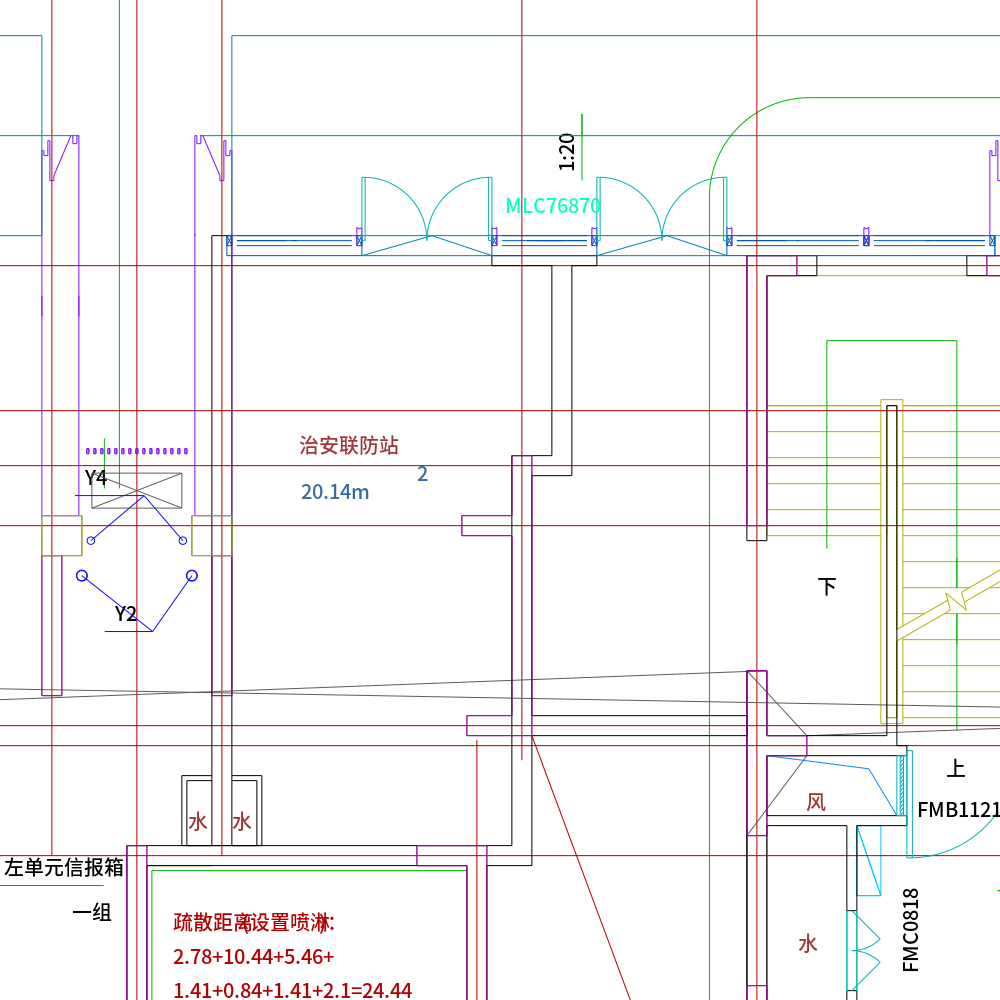 1:20
MLC76870
治安联防站
20.14m2
Y4
Y2
下
上
风
FMB1121
水
水
左单元信报箱
一组
疏散距离设置喷淋:
2.78+10.44+5.46+
1.41+0.84+1.41+2.1=24.44
水
FMC0818